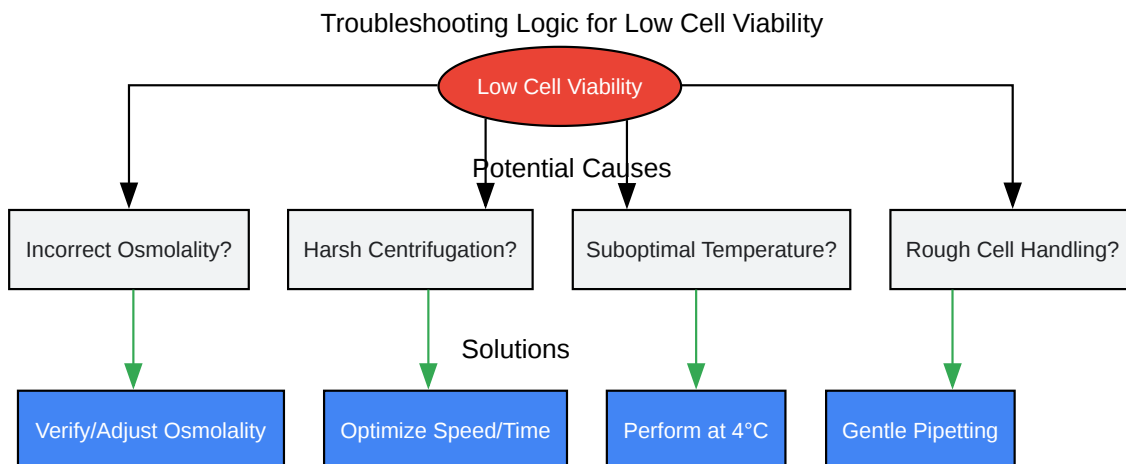 Troubleshooting Logic for Low Cell Viability
Low Cell Viability
Potential Causes
Incorrect Osmolality?
Harsh Centrifugation?
Suboptimal Temperature?
Rough Cell Handling?
Solutions
Verify/Adjust Osmolality
Optimize Speed/Time
Perform at 4°C
Gentle Pipetting